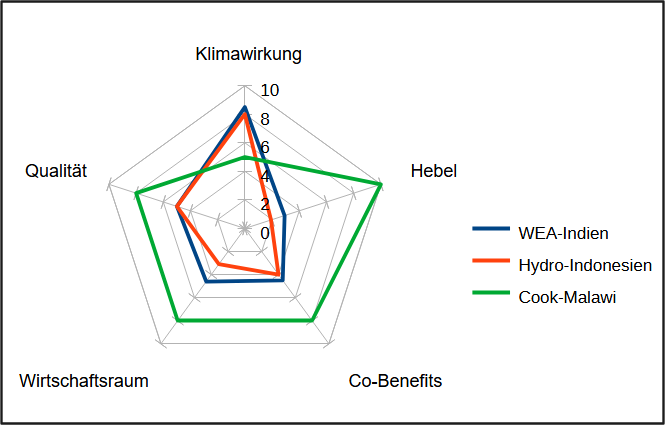 Klimawirkung
10
8
6
4
2
0
Qualität
Hebel
WEA-Indien
Hydro-Indonesien
Cook-Malawi
Wirtschaftsraum
Co-Benefits